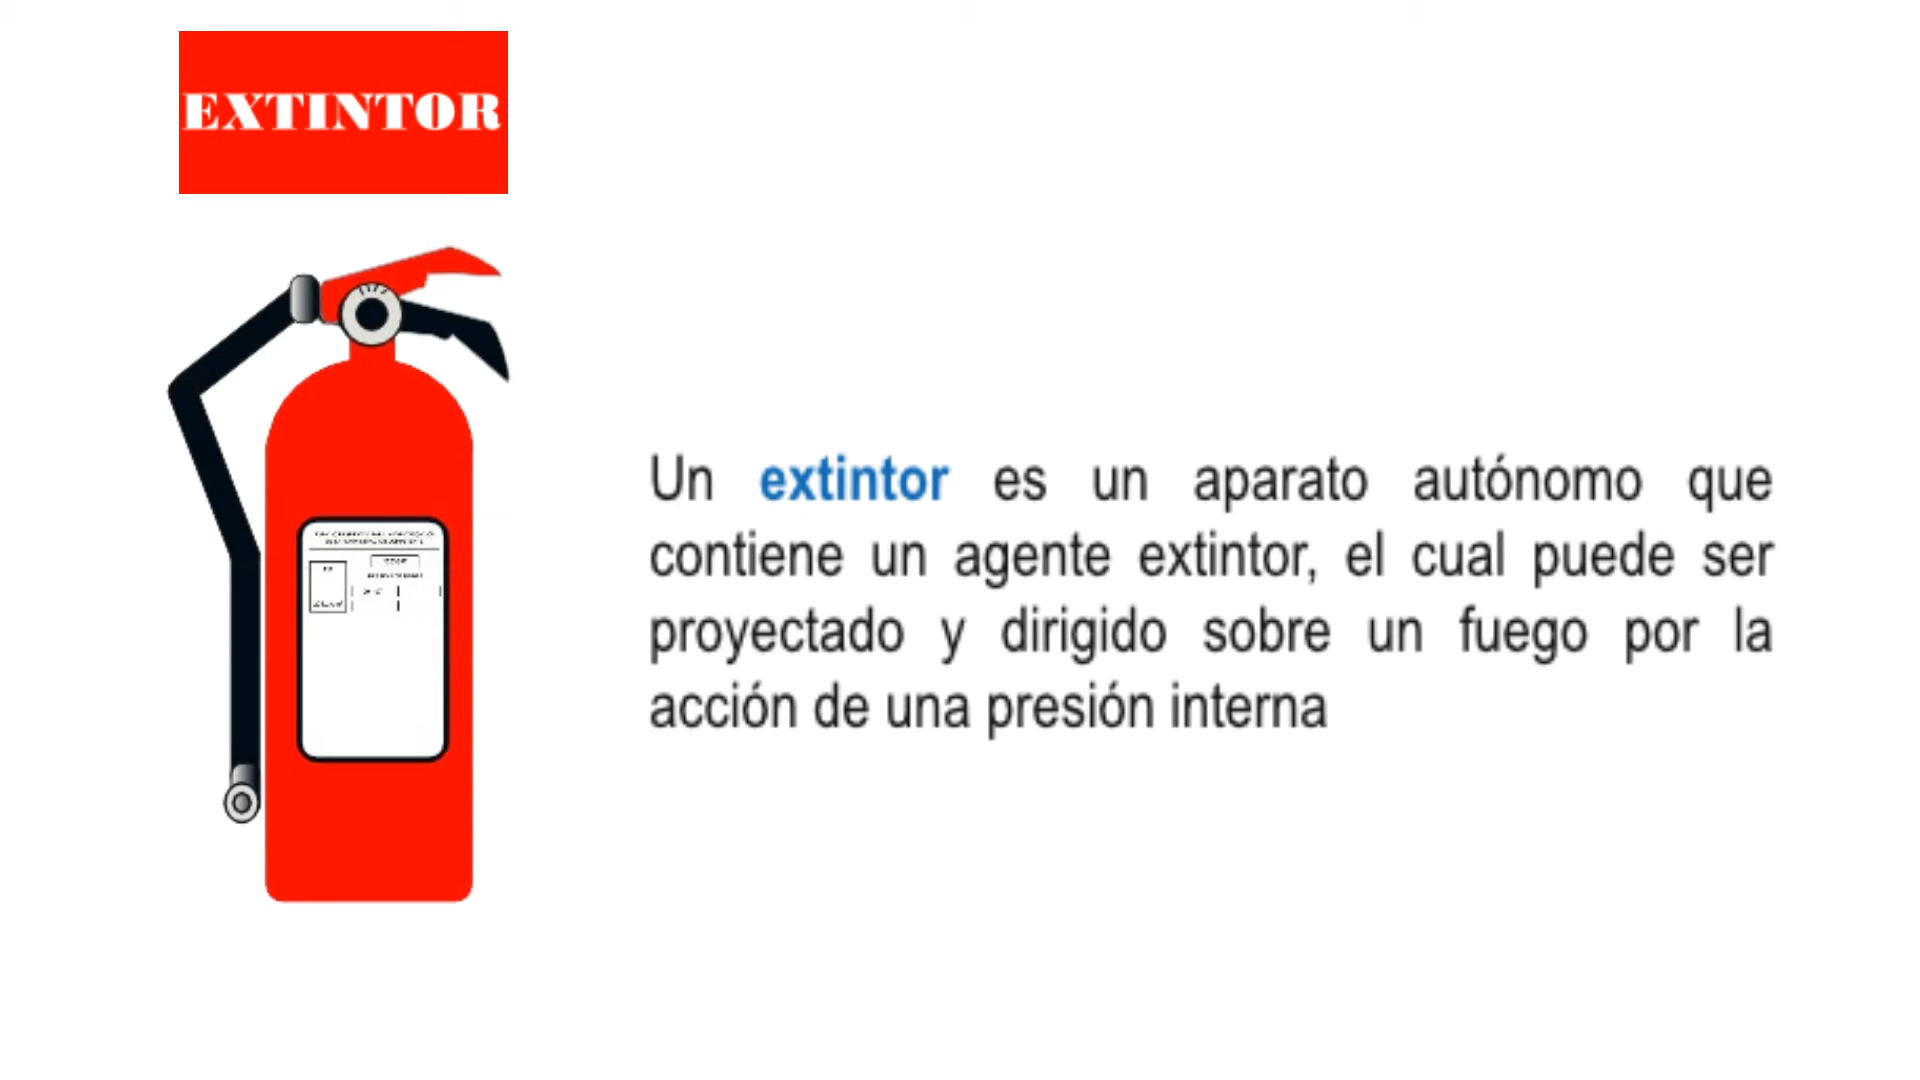 EXTINTOR
Un extintor es un aparato autónomo que
contiene un agente extintor, el cual puede ser
proyectado y dirigido sobre un fuego por la
acción de una presión interna